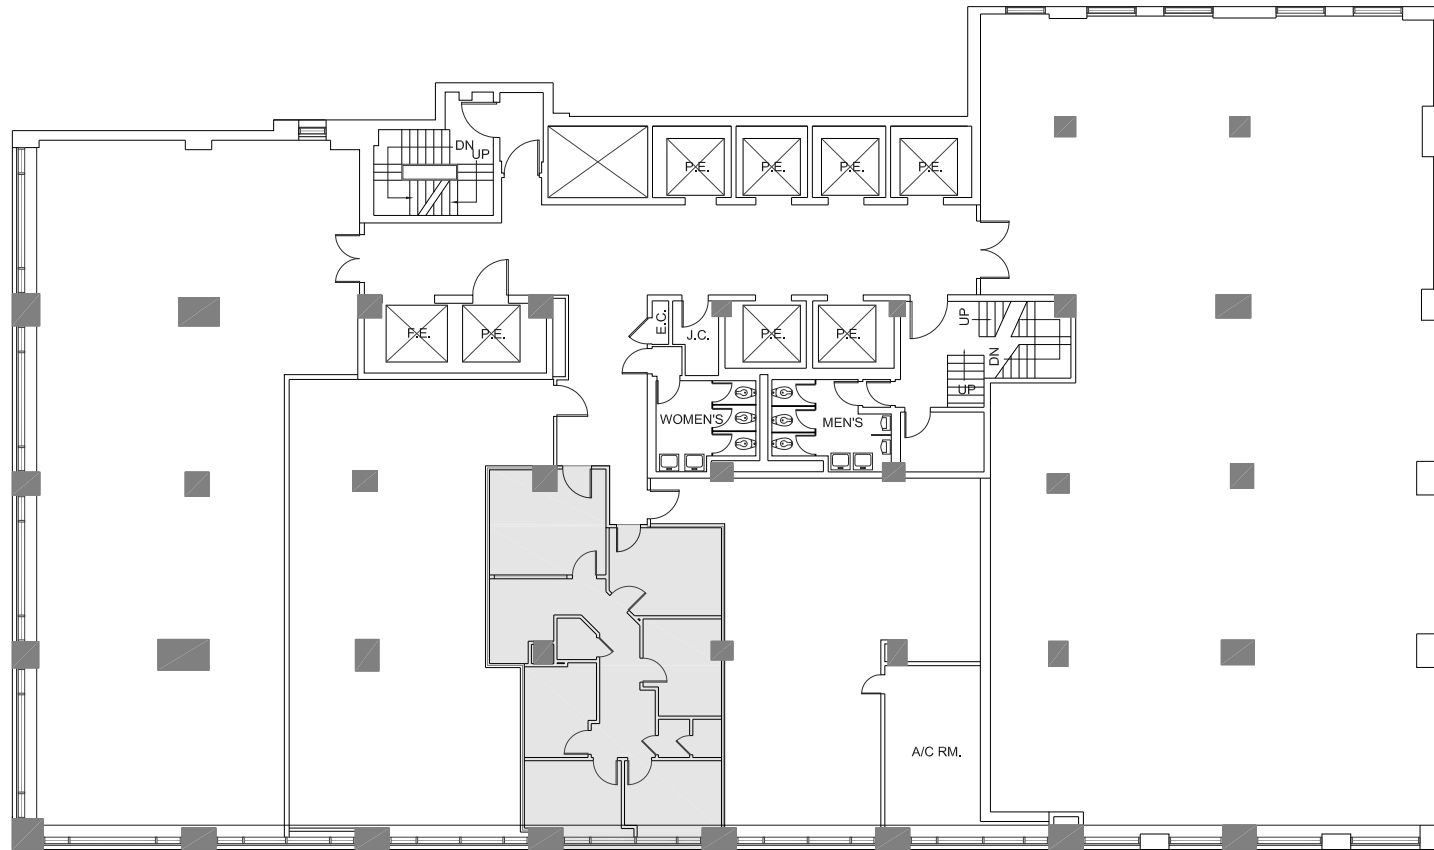 DN
UP
P.E.
P.E.
P.E.
P.E.
F.E.
P.E.
E.C.
J.C.
P.E.
P.E.
UP
DN
UP
WOMEN'S
MEN'S
A/C RM.